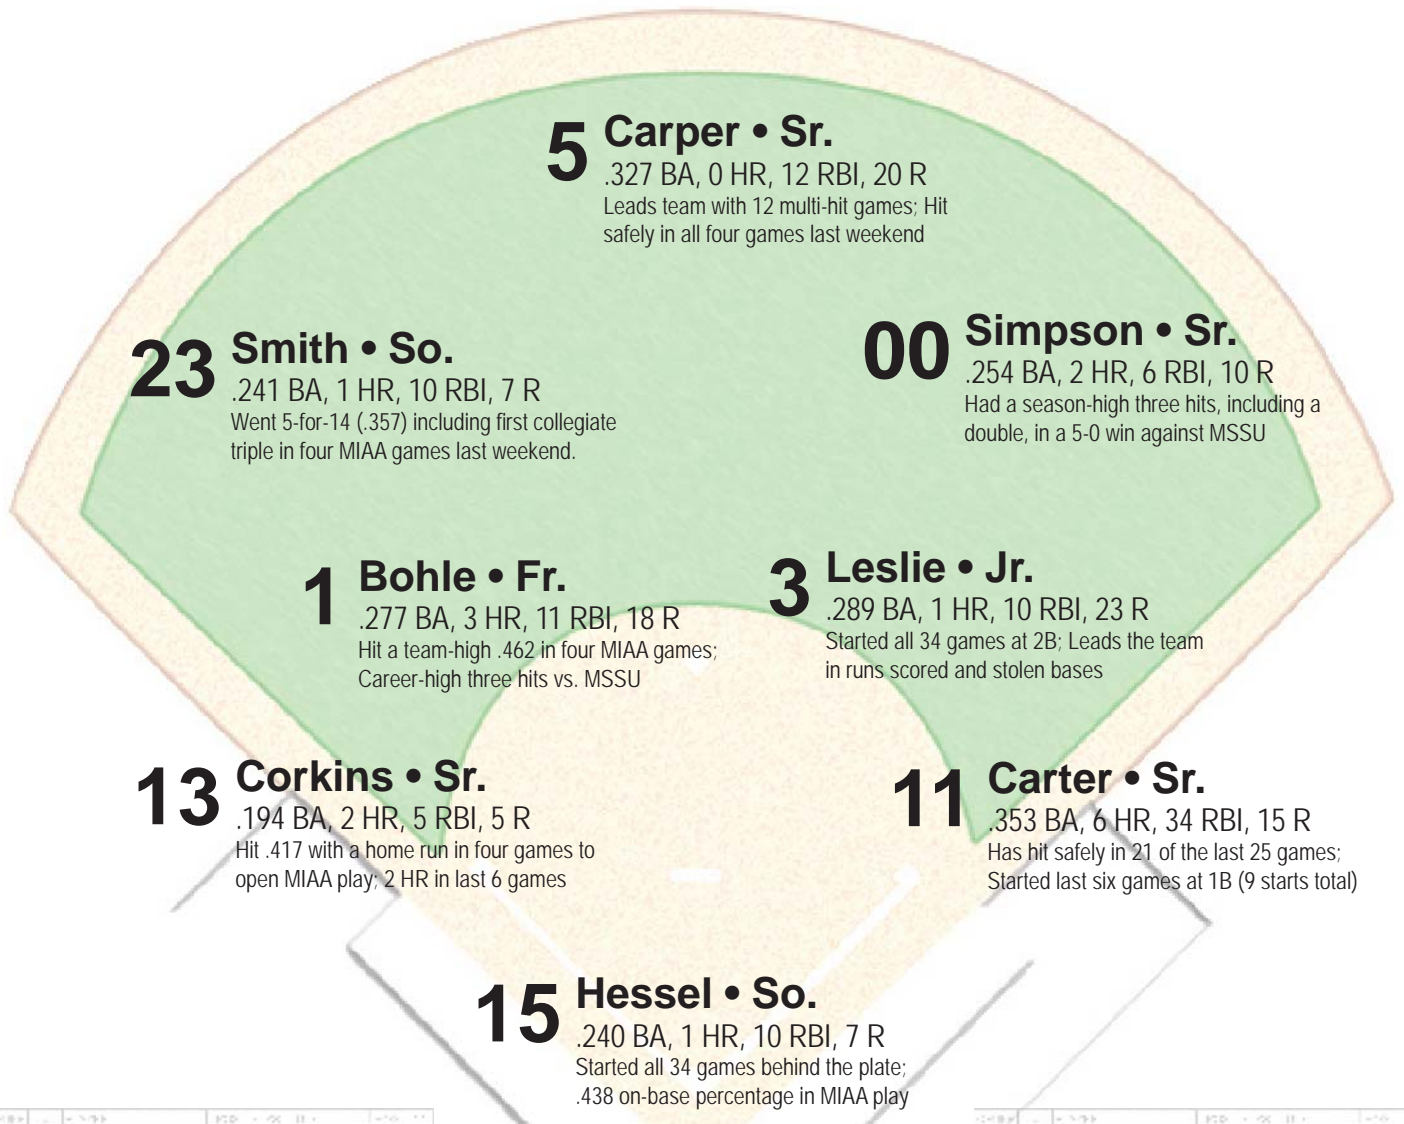 5 Carper • Sr.
.327 BA, 0 HR, 12 RBI, 20 R
Leads team with 12 multi-hit games; Hit
safely in all four games last weekend
23 Smith • So.
.241 BA, 1 HR, 10 RBI, 7 R
Went 5-for-14 (.357) including first collegiate
triple in four MIAA games last weekend.
00 Simpson • Sr.
.254 BA, 2 HR, 6 RBI, 10 R
Had a season-high three hits, including a
double, in a 5-0 win against MSSU
1 Bohle • Fr.
.277 BA, 3 HR, 11 RBI, 18 R
Hit a team-high .462 in four MIAA games;
Career-high three hits vs. MSSU
3 Leslie • Jr.
.289 BA, 1 HR, 10 RBI, 23 R
Started all 34 games at 2B; Leads the team
in runs scored and stolen bases
13 Corkins • Sr.
.194 BA, 2 HR, 5 RBI, 5 R
Hit .417 with a home run in four games to
open MIAA play; 2 HR in last 6 games
11 Carter • Sr.
.353 BA, 6 HR, 34 RBI, 15 R
Has hit safely in 21 of the last 25 games;
Started last six games at 1B (9 starts total)
15 Hessel • So.
.240 BA, 1 HR, 10 RBI, 7 R
Started all 34 games behind the plate;
.438 on-base percentage in MIAA play